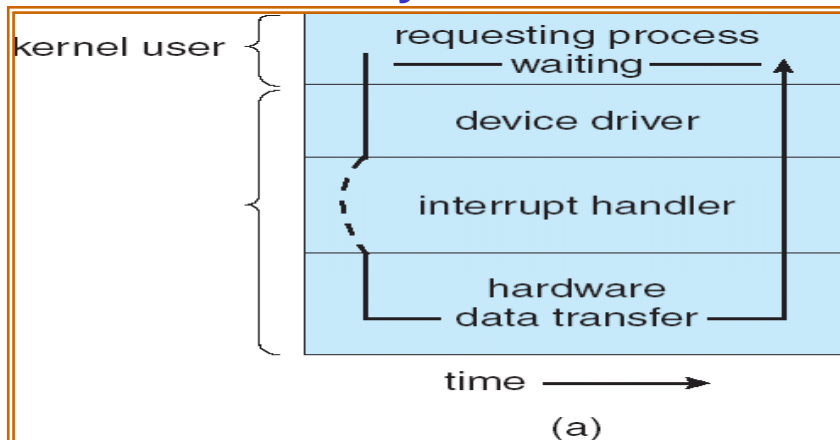 kernel user
requesting process
waiting
device driver
interrupt handler
hardware
data transfer
time
(a)